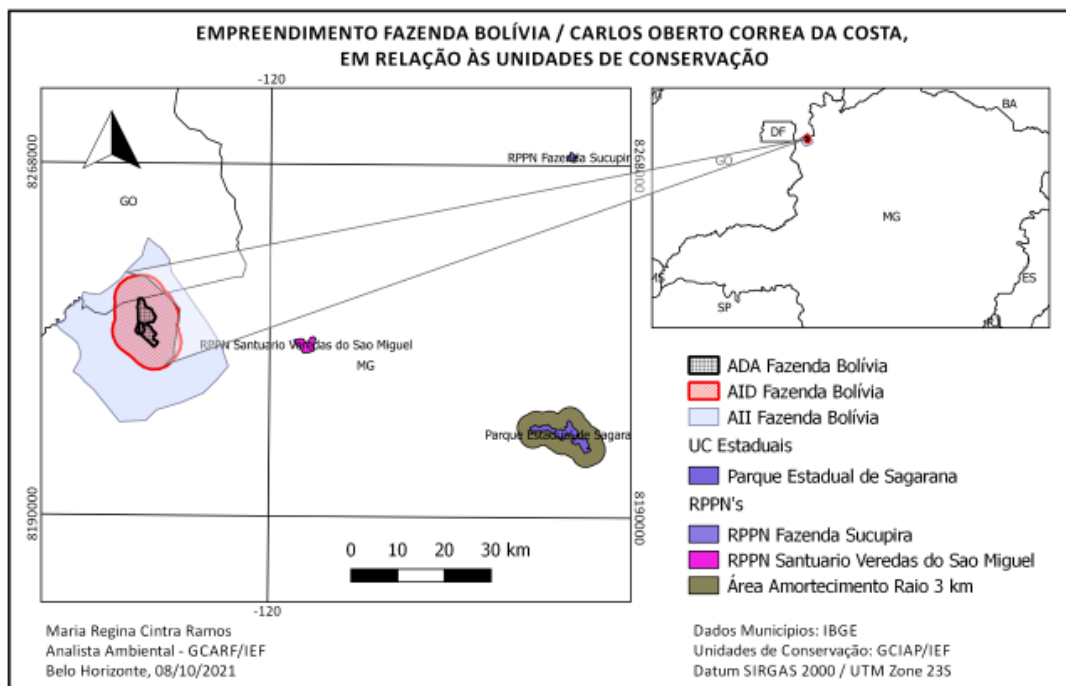 EMPREENDIMENTO FAZENDA BOLÍVIA / CARLOS OBERTO CORREA DA COSTA,
EM RELAÇÃO ÀS UNIDADES DE CONSERVAÇÃO
-120
8268000
GO
RPPN Fazenda Sucupir
8268000
RPPN Santuario Veredas do Sao Miguel
MG
Parque Estadual de Sagara
8190000
8190000
0 10 20 30 km
-120
BA
DF
GO
MG
ES
SP
RJ
ADA Fazenda Bolívia
AID Fazenda Bolívia
AII Fazenda Bolívia
UC Estaduais
Parque Estadual de Sagarana
RPPN's
RPPN Fazenda Sucupira
RPPN Santuario Veredas do Sao Miguel
Área Amortecimento Raio 3 km
Maria Regina Cintra Ramos
Analista Ambiental - GCARF/IEF
Belo Horizonte, 08/10/2021
Dados Municípios: IBGE
Unidades de Conservação: GCIAP/IEF
Datum SIRGAS 2000 / UTM Zone 23S